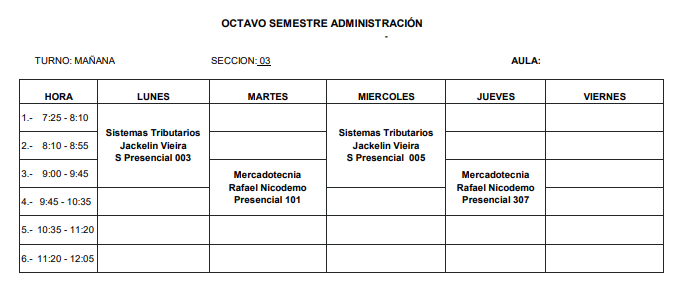 OCTAVO SEMESTRE ADMINISTRACIÓN
-
TURNO: MAÑANA SECCION: 03 AULA:
HORA LUNES MARTES MIERCOLES JUEVES VIERNES
1.- 7:25 - 8:10
2.- 8:10 - 8:55
3.- 9:00 - 9:45
4.- 9:45 - 10:35
5.- 10:35 - 11:20
6.- 11:20 - 12:05
Sistemas Tributarios
Jackelin Vieira
S Presencial 003
Mercadotecnia
Rafael Nicodemo
Presencial 101
Sistemas Tributarios
Jackelin Vieira
S Presencial 005
Mercadotecnia
Rafael Nicodemo
Presencial 307